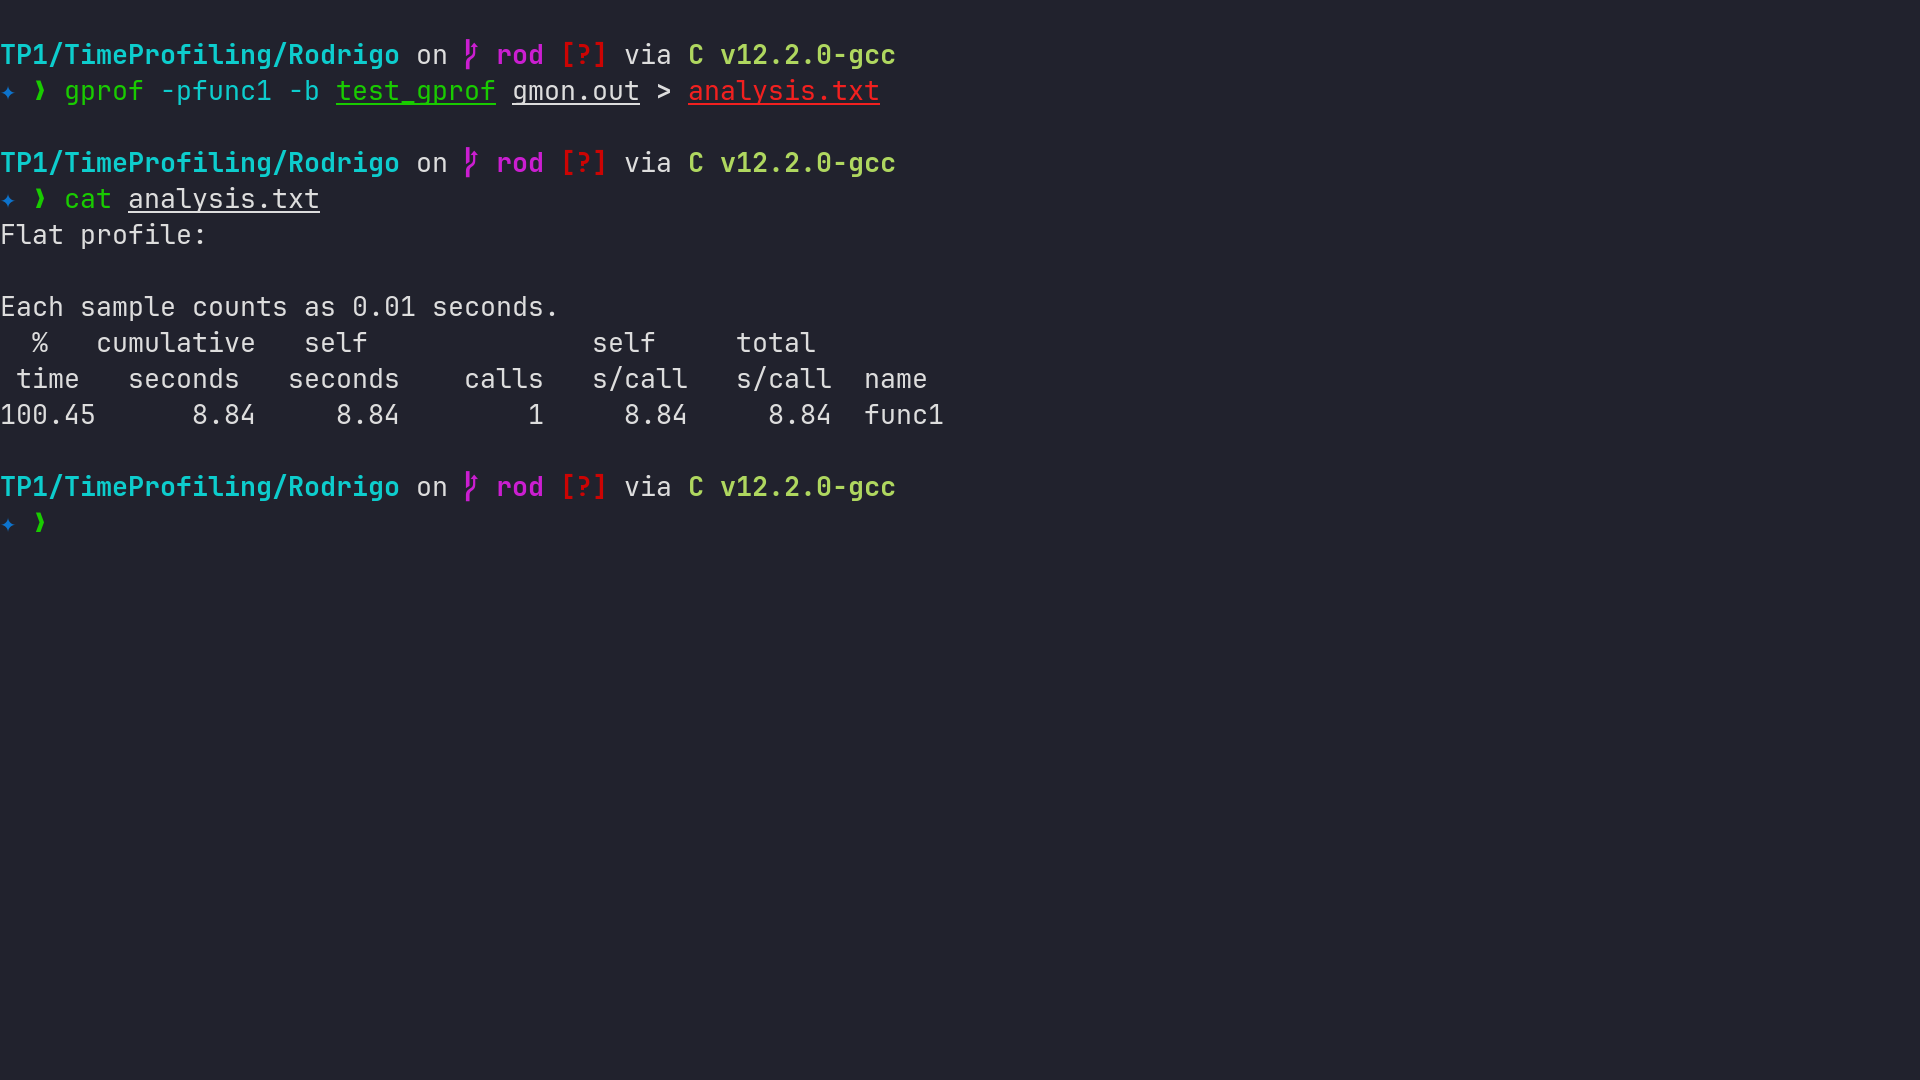 TP1/TimeProfiling/Rodrigo on rod [?] via C v12.2.0-gcc
✦ ❱ gprof -pfunc1 -b test_gprof gmon.out > analysis.txt
TP1/TimeProfiling/Rodrigo on rod [?] via C v12.2.0-gcc
✦ ❱ cat analysis.txt
Flat profile:
Each sample counts as 0.01 seconds.
  %   cumulative   self              self     total
 time   seconds   seconds    calls   s/call   s/call  name
100.45      8.84     8.84        1     8.84     8.84  func1
TP1/TimeProfiling/Rodrigo on rod [?] via C v12.2.0-gcc
✦ ❱